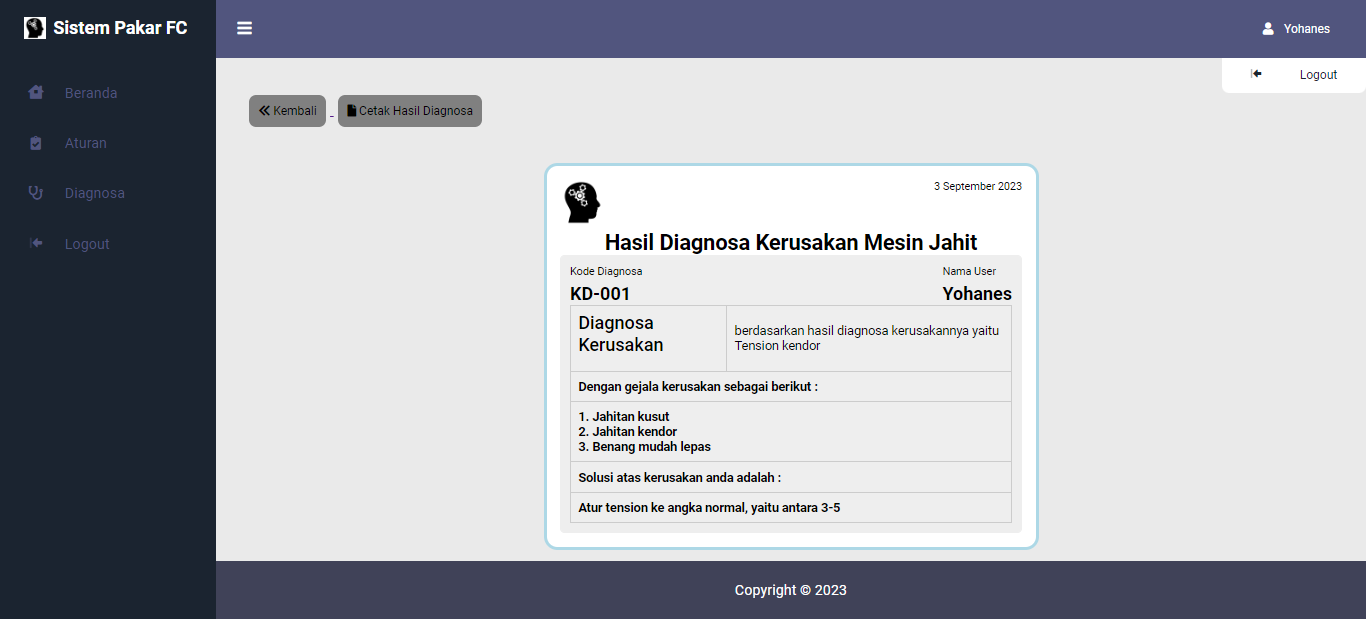 Sistem Pakar FC
Yohanes
Logout
Beranda
Aturan
Diagnosa
Logout
Kembali - Cetak Hasil Diagnosa
3 September 2023
Hasil Diagnosa Kerusakan Mesin Jahit
Kode Diagnosa
KD-001
Nama User
Yohanes
Diagnosa
Kerusakan
berdasarkan hasil diagnosa kerusakannya yaitu
Tension kendor
Dengan gejala kerusakan sebagai berikut :
1. Jahitan kusut
2. Jahitan kendor
3. Benang mudah lepas
Solusi atas kerusakan anda adalah :
Atur tension ke angka normal, yaitu antara 3-5
Copyright © 2023